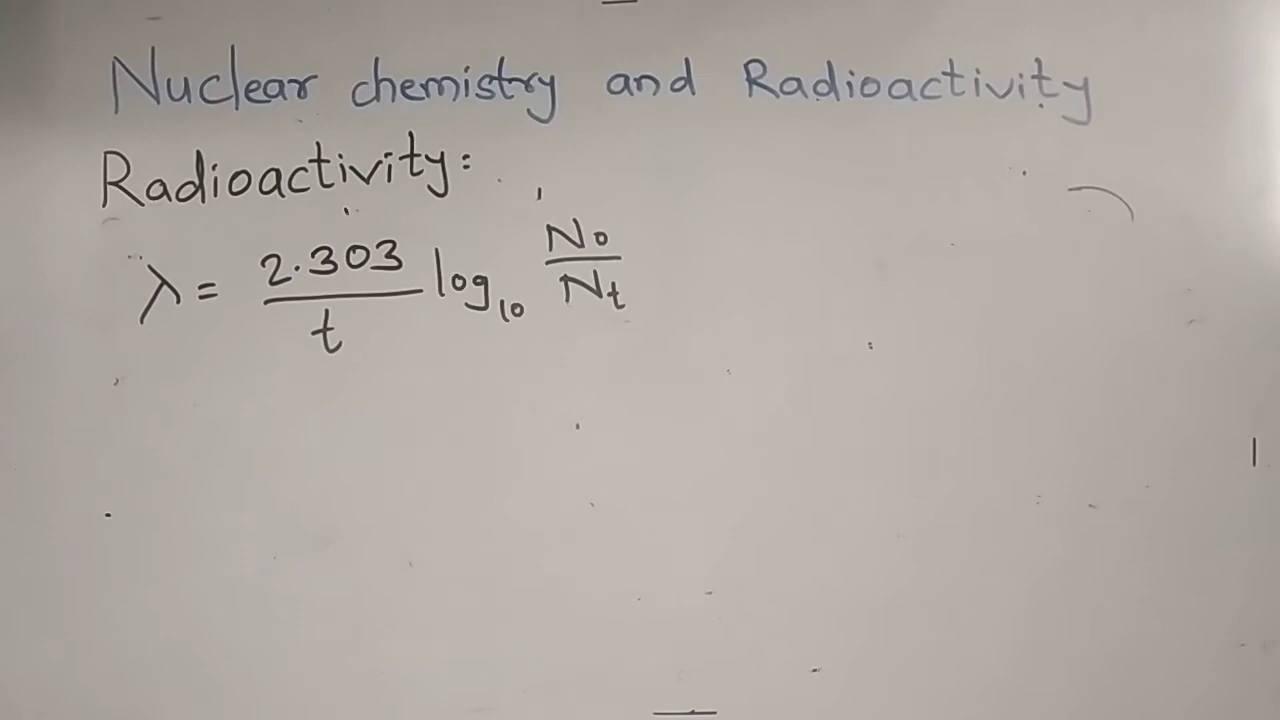 Nuclear chemistry and Radioactivity
Radioactivity:
λ = 2.303/t log₁₀ N₀/Nₜ